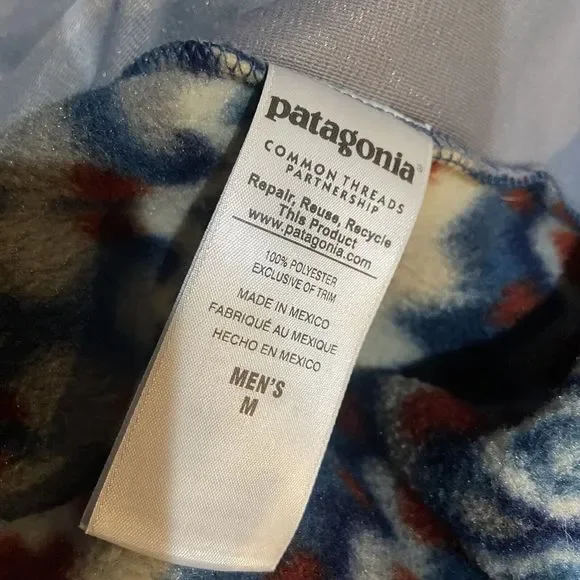 patagonia®
COMMON THREADS
PARTNERSHIP
Repair, Reuse, Recycle
This Product
www.patagonia.com
100% POLYESTER
EXCLUSIVE OF TRIM
MADE IN MEXICO
FABRIQUÉ AU MEXIQUE
HECHO EN MEXICO
MEN'S
M